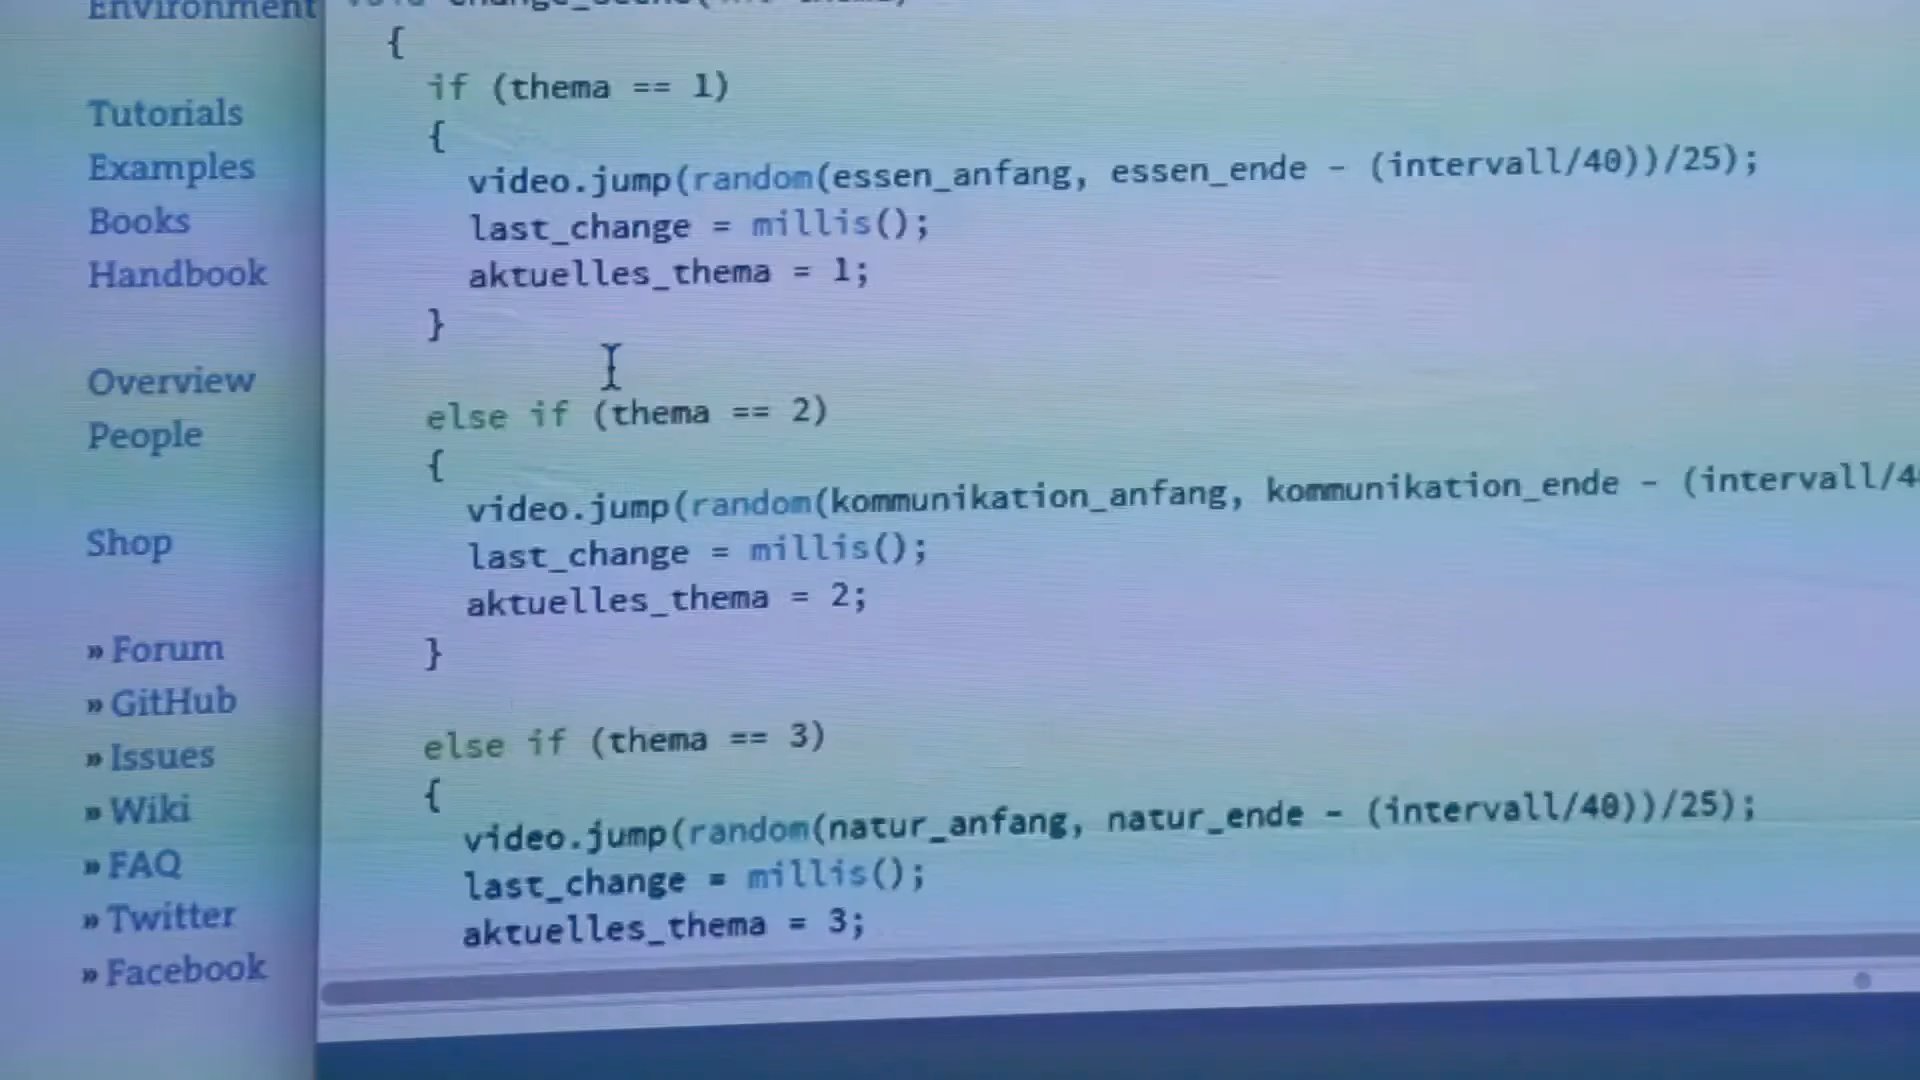 Environment
Tutorials
Examples
Books
Handbook
Overview
People
Shop
» Forum
» GitHub
» Issues
» Wiki
» FAQ
» Twitter
» Facebook
{
if (thema == 1)
{
video.jump(random(essen_anfang, essen_ende - (intervall/40))/25);
last_change = millis();
aktuelles_thema = 1;
}
else if (thema == 2)
{
video.jump(random(kommunikation_anfang, kommunikation_ende - (intervall/4
last_change = millis();
aktuelles_thema = 2;
}
else if (thema == 3)
{
video.jump(random(natur_anfang, natur_ende - (intervall/40))/25);
last_change = millis();
aktuelles_thema = 3;